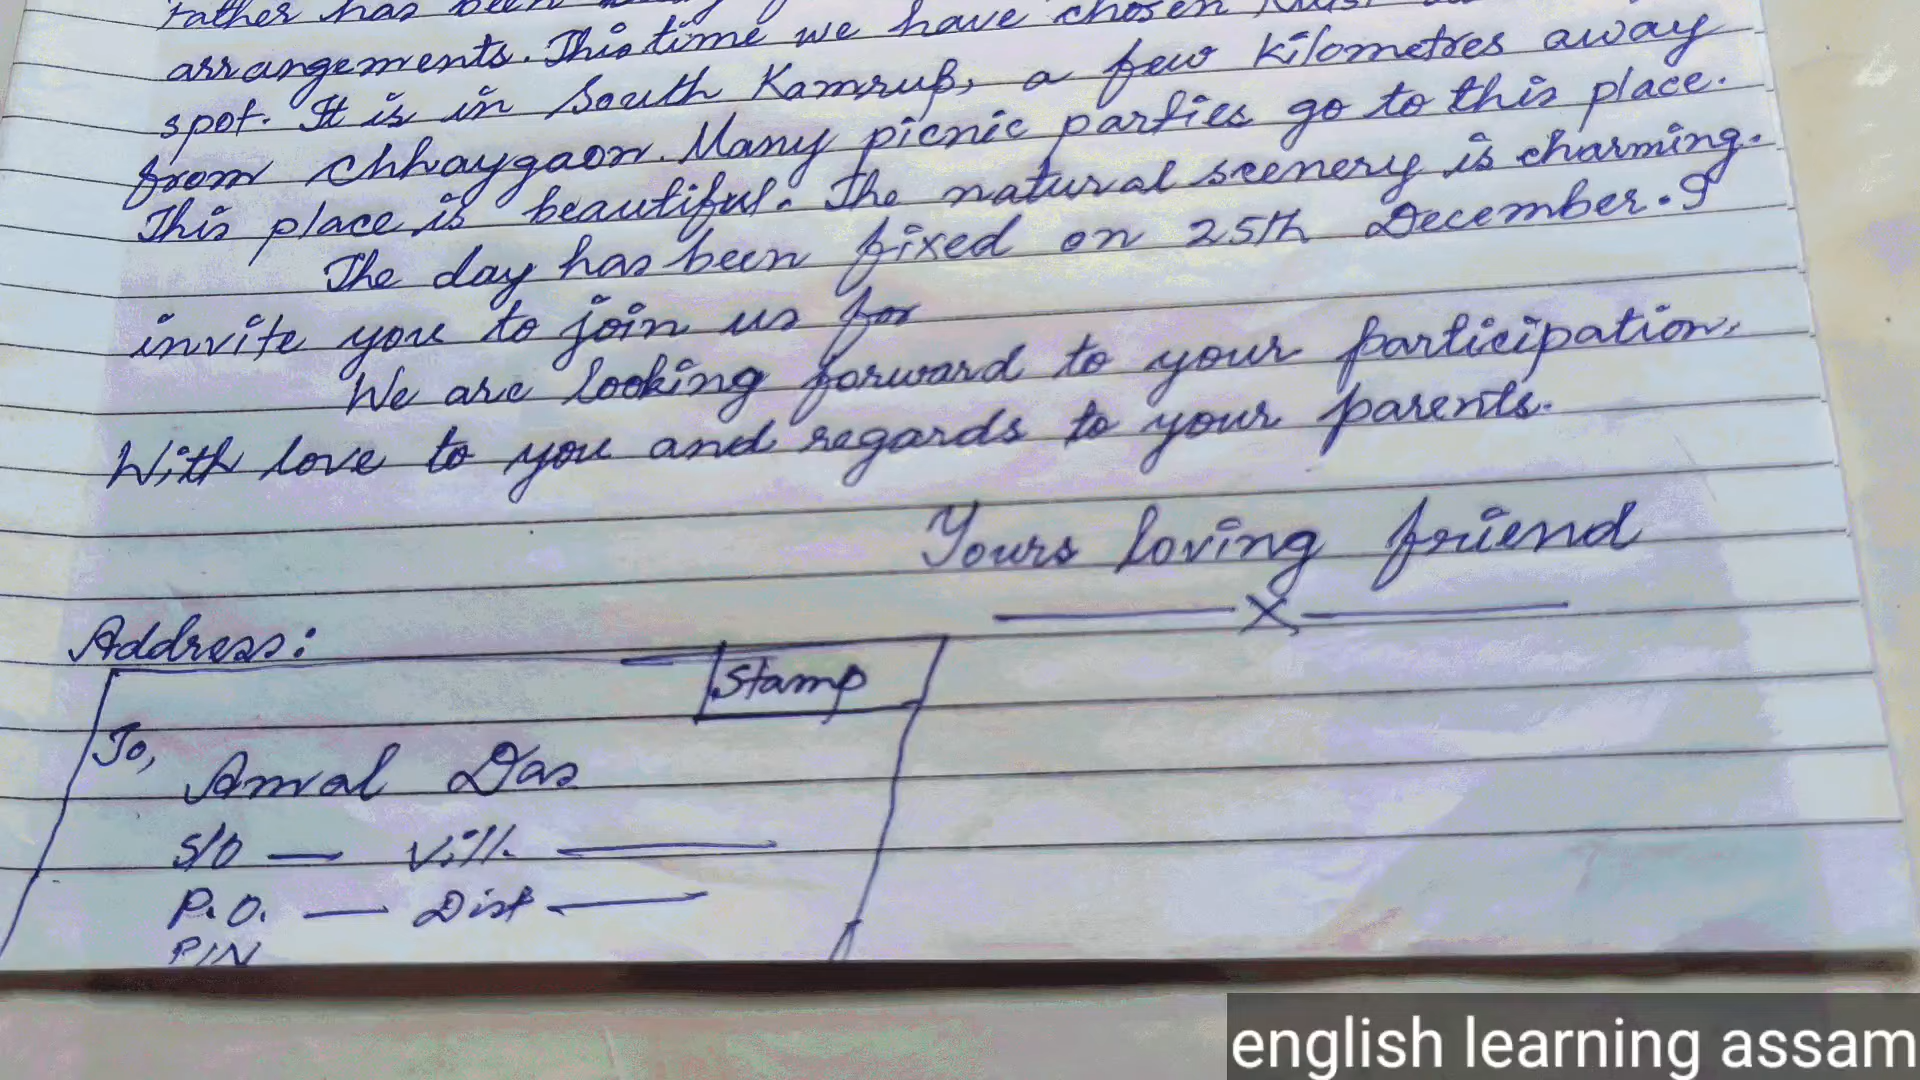 father has been
arrangements. This time we have chosen
spot. It is in South Kamrup, a few kilometres away
from Chhaygaon. Many picnic parties go to this place.
This place is beautiful. The natural scenery is charming.
The day has been fixed on 25th December. I
invite you to join us for
We are looking forward to your participation.
With love to you and regards to your parents.
Yours loving friend
X
Address:
Stamp
To,
Amal Das
S/O — Vill. —
P.O. — Dist —
PIN
english learning assam